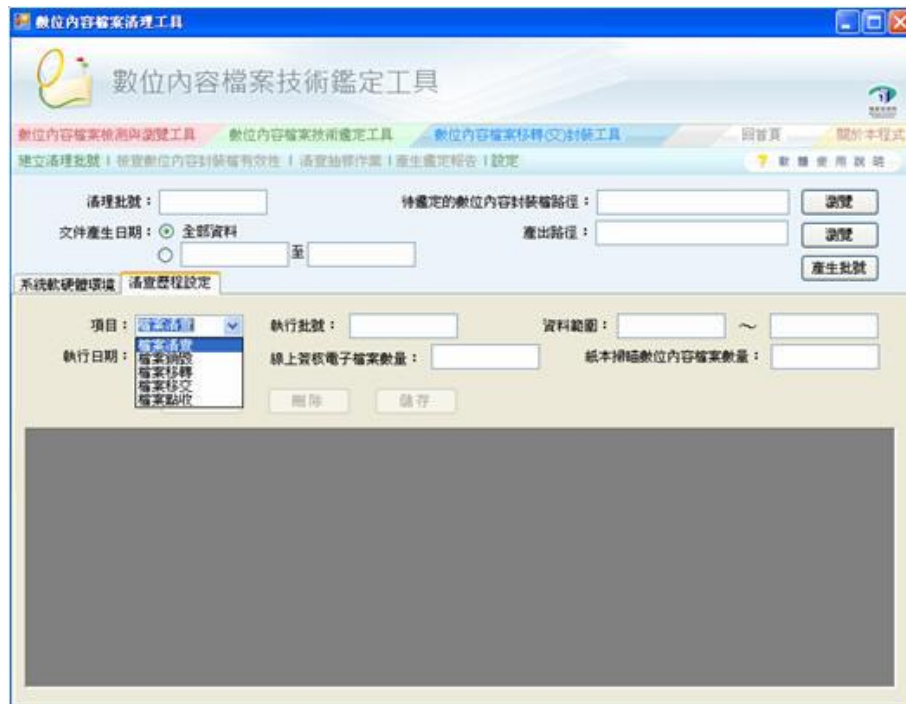 數位內容檔案清理工具
數位內容檔案技術鑑定工具
數位內容檔案檢測與瀏覽工具 數位內容檔案技術鑑定工具 數位內容檔案移轉(交)封裝工具 回首頁 關於本程式
建立清理批號 | 檢查數位內容封裝檔有效性 | 清查抽樣作業 | 產生鑑定報告 | 設定 ? 軟體使用說明
清理批號： 待鑑定的數位內容封裝檔路徑： 瀏覽
文件產生日期： 全部資料 產出路徑： 瀏覽
至 產生批號
系統軟硬體環境 清查歷程設定
項目： 執行批號： 資料範圍： ～
執行日期： 線上簽核電子檔案數量： 紙本掃瞄數位內容檔案數量：
檔案清查
檔案銷毀
檔案移轉
檔案移交
檔案點收
刪除 儲存